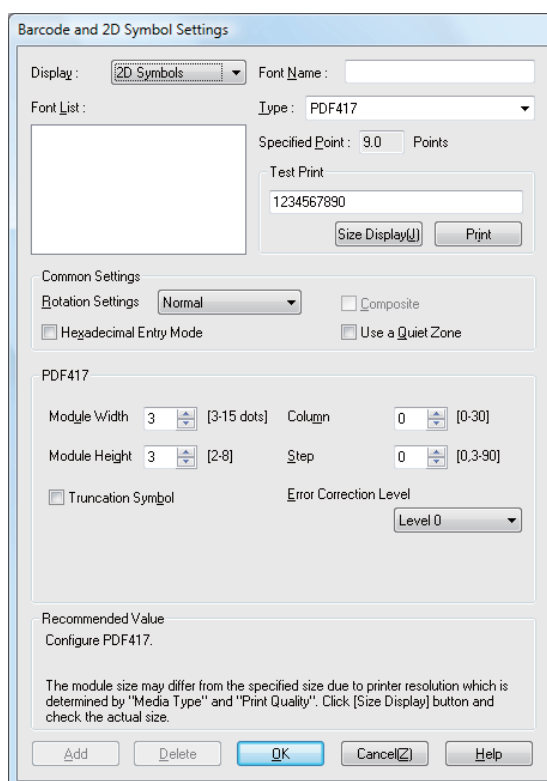 Barcode and 2D Symbol Settings
Display : 2D Symbols Font Name :
Font List : Type : PDF417
Specified Point : 9.0 Points
Test Print
1234567890
Size Display(J) Print
Common Settings
Rotation Settings Normal Composite
Hexadecimal Entry Mode Use a Quiet Zone
PDF417
Module Width 3 [3-15 dots] Column 0 [0-30]
Module Height 3 [2-8] Step 0 [0,3-90]
Truncation Symbol Error Correction Level
Level 0
Recommended Value
Configure PDF417.
The module size may differ from the specified size due to printer resolution which is
determined by "Media Type" and "Print Quality". Click [Size Display] button and
check the actual size.
Add Delete OK Cancel(Z) Help